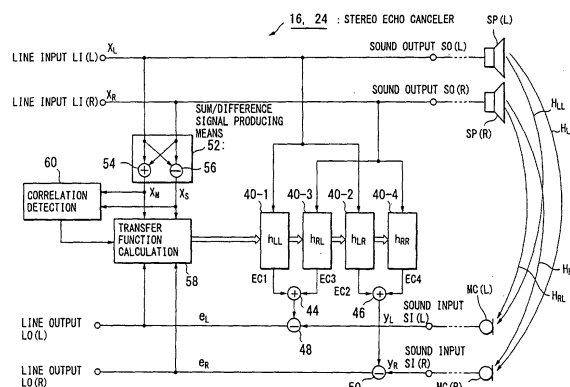 16, 24 : STEREO ECHO CANCELER
SP(L)
LINE INPUT LI(L)
XL
SOUND OUTPUT SO(L)
LINE INPUT LI(R)
XR
SOUND OUTPUT SO(R)
SP(R)
HLL
SUM/DIFFERENCE
SIGNAL PRODUCING
MEANS
52:
54
56
60
CORRELATION
DETECTION
XM
XS
40-1
40-3
40-2
40-4
TRANSFER
FUNCTION
CALCULATION
58
hLL
hRL
hLR
hRR
EC1
EC3
EC2
EC4
44
46
HRL
MC(L)
LINE OUTPUT
LO(L)
eL
48
yL
SOUND INPUT
SI(L)
LINE OUTPUT
LO(R)
eR
50
yR
SOUND INPUT
SI(R)
MC(R)